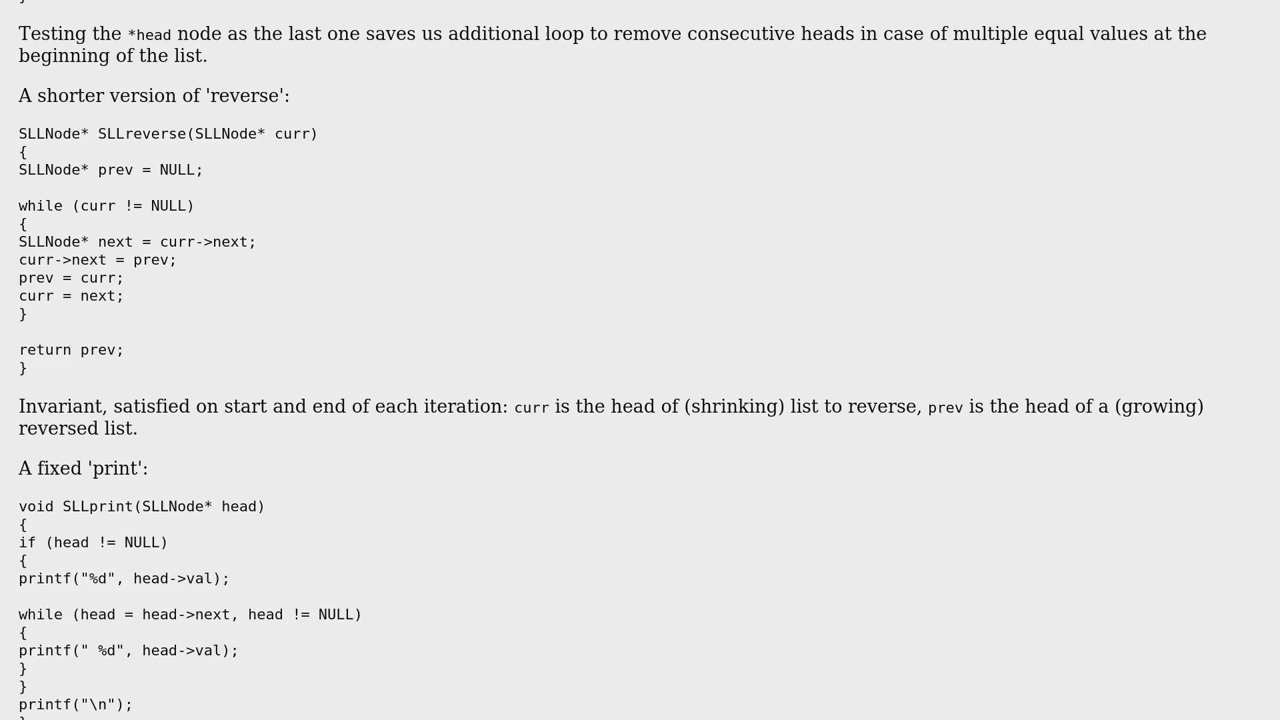 }
Testing the *head node as the last one saves us additional loop to remove consecutive heads in case of multiple equal values at the
beginning of the list.
A shorter version of 'reverse':
SLLNode* SLLreverse(SLLNode* curr)
{
SLLNode* prev = NULL;
while (curr != NULL)
{
SLLNode* next = curr->next;
curr->next = prev;
prev = curr;
curr = next;
}
return prev;
}
Invariant, satisfied on start and end of each iteration: curr is the head of (shrinking) list to reverse, prev is the head of a (growing)
reversed list.
A fixed 'print':
void SLLprint(SLLNode* head)
{
if (head != NULL)
{
printf("%d", head->val);
while (head = head->next, head != NULL)
{
printf(" %d", head->val);
}
}
printf("\n");
}